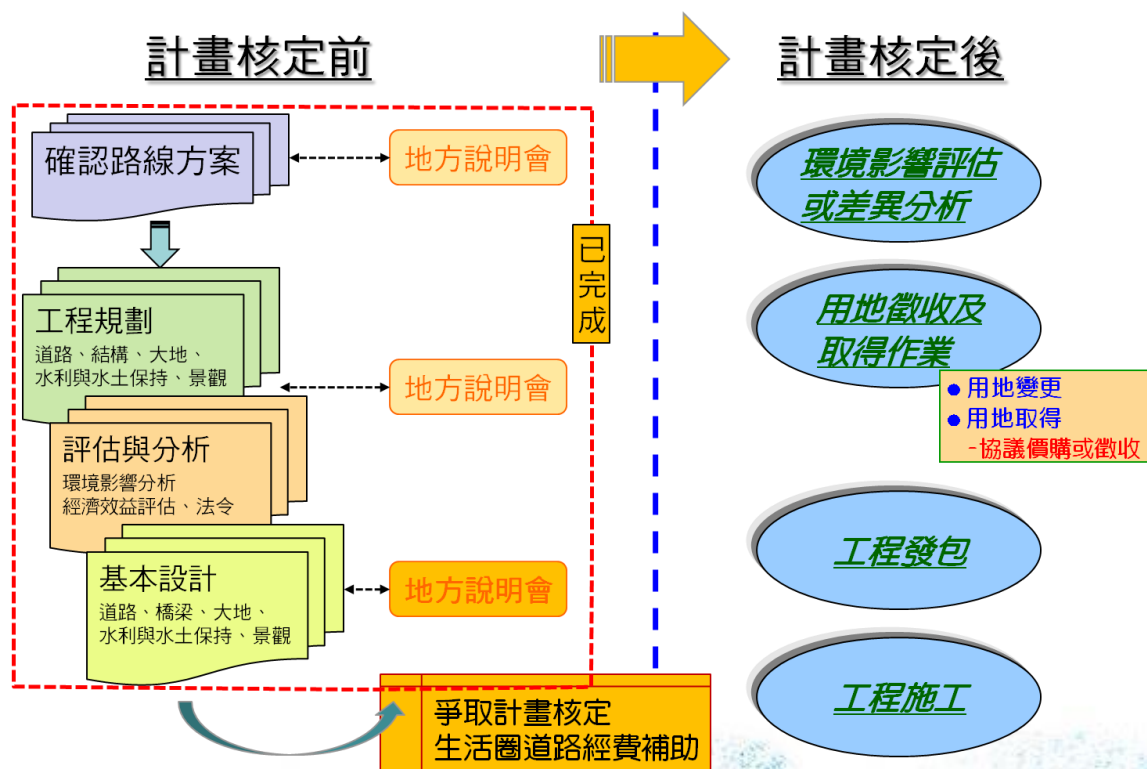 計畫核定前
確認路線方案
地方說明會
工程規劃
道路、結構、大地、
水利與水土保持、景觀
地方說明會
評估與分析
環境影響分析
經濟效益評估、法令
基本設計
道路、橋梁、大地、
水利與水土保持、景觀
地方說明會
已完成
爭取計畫核定
生活圈道路經費補助
計畫核定後
環境影響評估
或差異分析
用地徵收及
取得作業
● 用地變更
● 用地取得
-協議價購或徵收
工程發包
工程施工